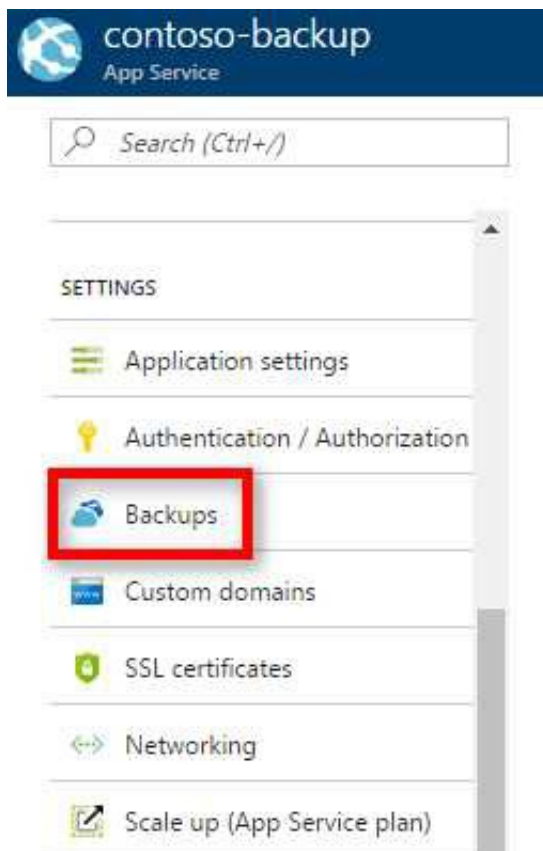 contoso-backup
App Service
Search (Ctrl+/)
SETTINGS
Application settings
Authentication / Authorization
Backups
www
Custom domains
SSL certificates
Networking
Scale up (App Service plan)